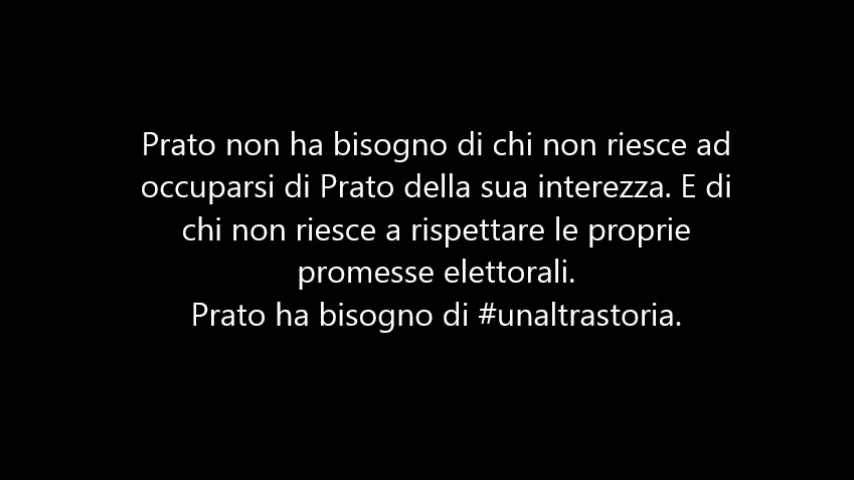 Prato non ha bisogno di chi non riesce ad
occuparsi di Prato della sua interezza. E di
chi non riesce a rispettare le proprie
promesse elettorali.
Prato ha bisogno di #unaltrastoria.